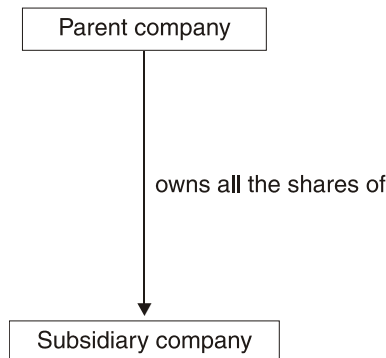 Parent company
owns all the shares of
Subsidiary company